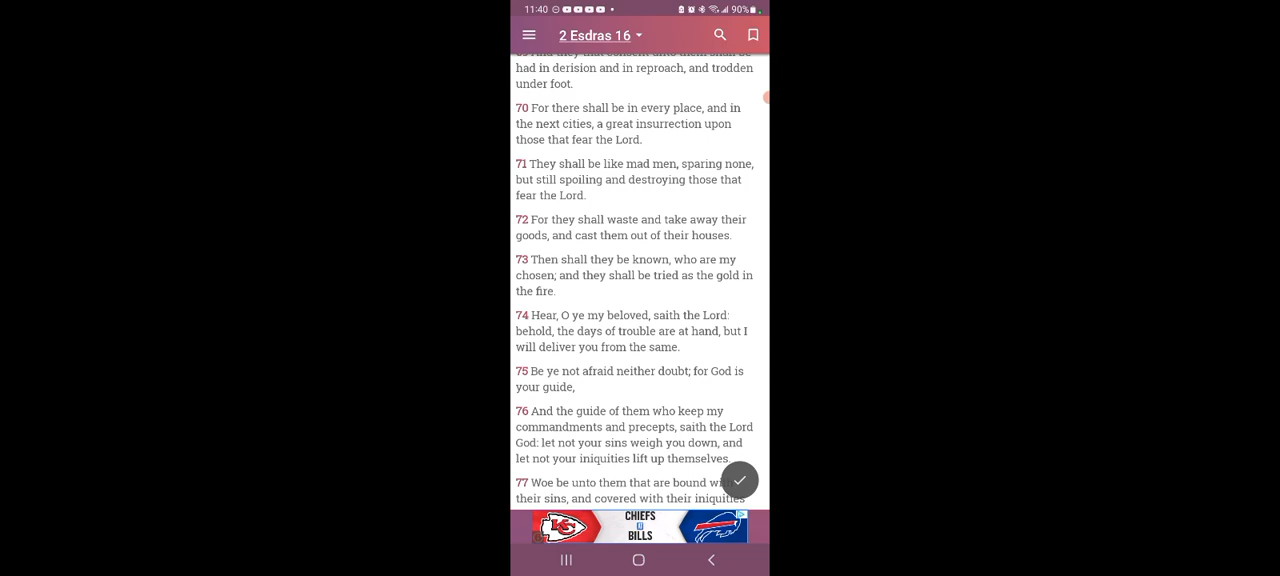 11:40
90%
2 Esdras 16
had in derision and in reproach, and trodden
under foot.
70 For there shall be in every place, and in
the next cities, a great insurrection upon
those that fear the Lord.
71 They shall be like mad men, sparing none,
but still spoiling and destroying those that
fear the Lord.
72 For they shall waste and take away their
goods, and cast them out of their houses.
73 Then shall they be known, who are my
chosen; and they shall be tried as the gold in
the fire.
74 Hear, O ye my beloved, saith the Lord:
behold, the days of trouble are at hand, but I
will deliver you from the same.
75 Be ye not afraid neither doubt; for God is
your guide,
76 And the guide of them who keep my
commandments and precepts, saith the Lord
God: let not your sins weigh you down, and
let not your iniquities lift up themselves.
77 Woe be unto them that are bound with
their sins, and covered with their iniquities
KC
CHIEFS
BILLS